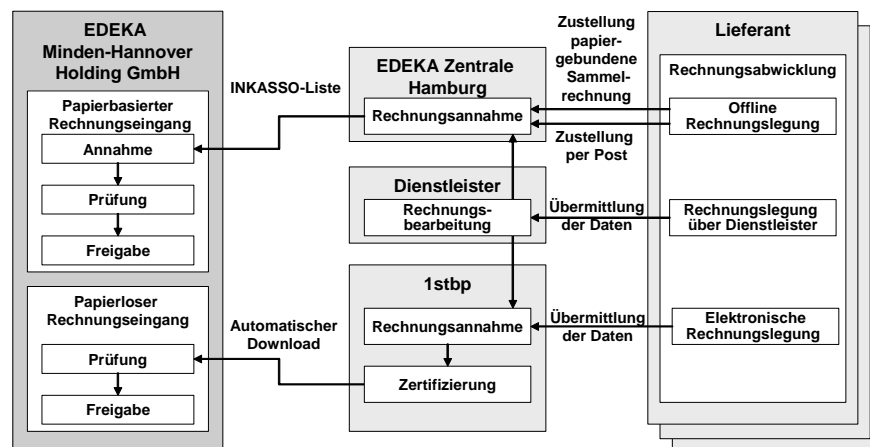 EDEKA
Minden-Hannover
Holding GmbH
Papierbasierter
Rechnungseingang
Annahme
Prüfung
Freigabe
Papierloser
Rechnungseingang
Prüfung
Freigabe
INKASSO-Liste
Automatischer
Download
EDEKA Zentrale
Hamburg
Rechnungsannahme
Dienstleister
Rechnungs-
bearbeitung
1stbp
Rechnungsannahme
Zertifizierung
Zustellung
papier-
gebundene
Sammel-
rechnung
Zustellung
per Post
Übermittlung
der Daten
Übermittlung
der Daten
Lieferant
Rechnungsabwicklung
Offline
Rechnungslegung
Rechnungslegung
über Dienstleister
Elektronische
Rechnungslegung